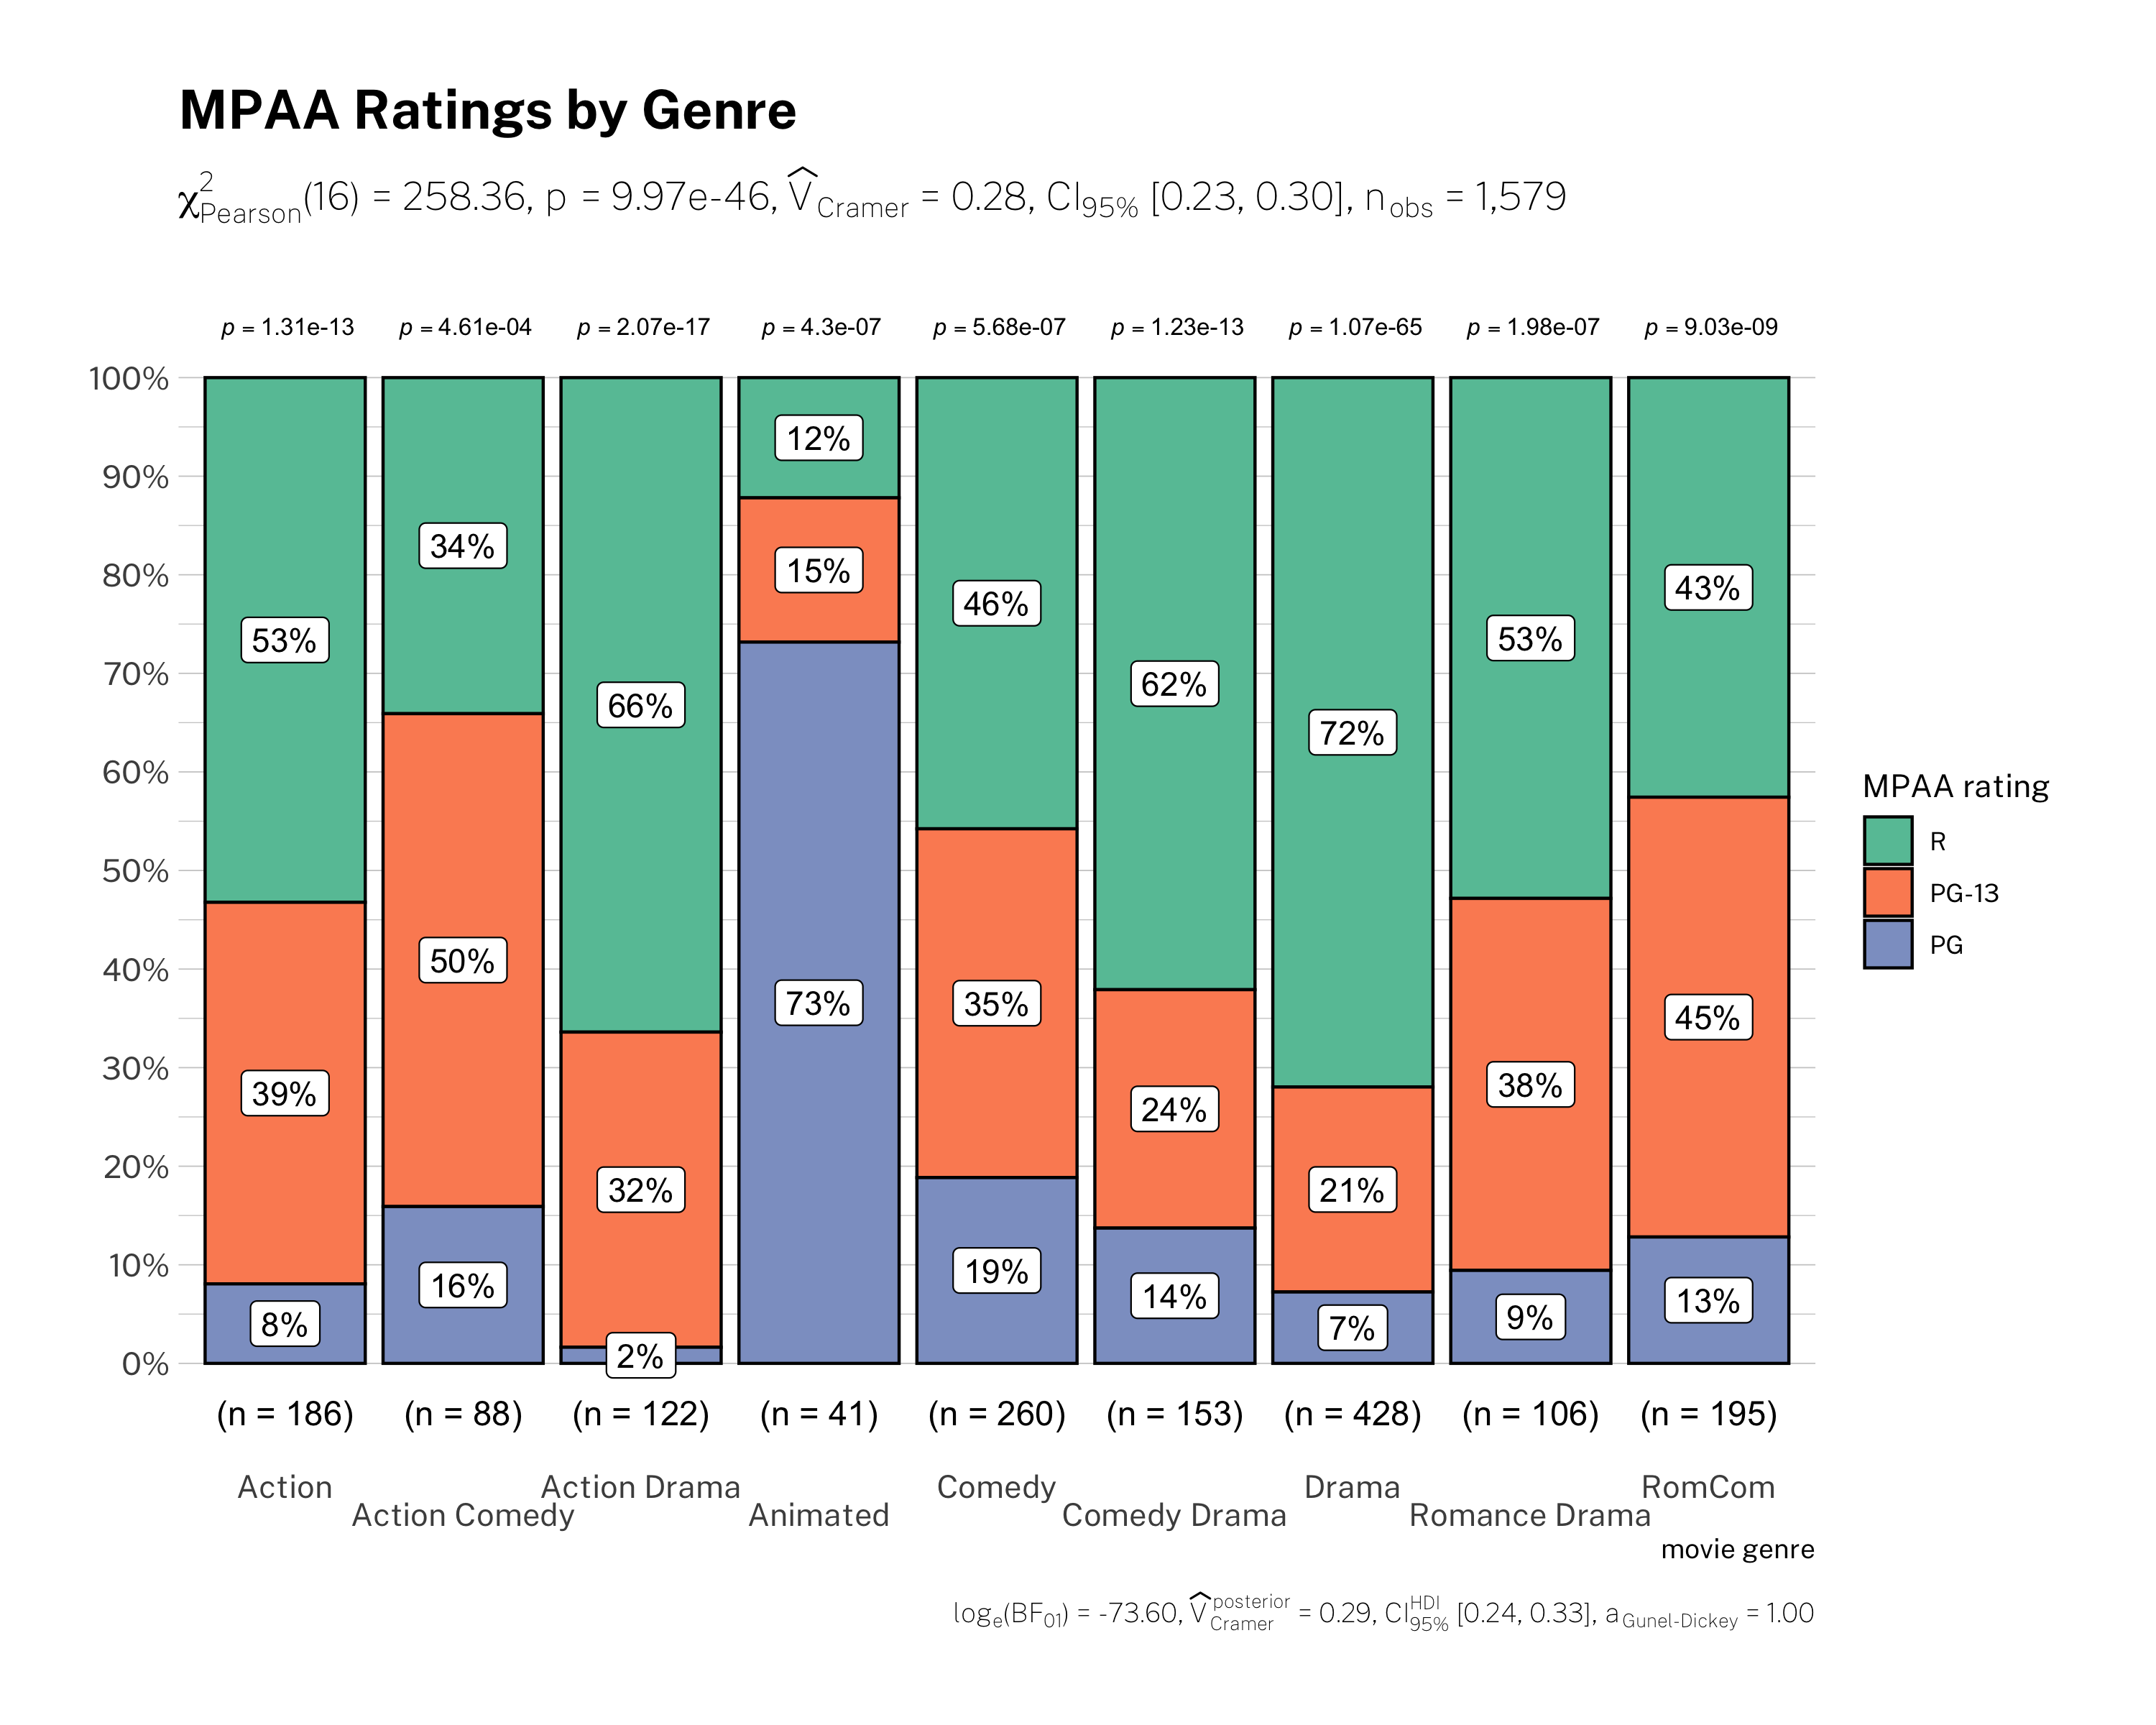 MPAA Ratings by Genre
χ²Pearson(16) = 258.36, p = 9.97e-46, V̂Cramer = 0.28, CI95% [0.23, 0.30], nobs = 1,579
p = 1.31e-13 p = 4.61e-04 p = 2.07e-17 p = 4.3e-07 p = 5.68e-07 p = 1.23e-13 p = 1.07e-65 p = 1.98e-07 p = 9.03e-09
100%
90%
80%
70%
60%
50%
40%
30%
20%
10%
0%
53% 39% 8%
34% 50% 16%
66% 32% 2%
12% 15% 73%
46% 35% 19%
62% 24% 14%
72% 21% 7%
53% 38% 9%
43% 45% 13%
(n = 186) (n = 88) (n = 122) (n = 41) (n = 260) (n = 153) (n = 428) (n = 106) (n = 195)
Action Action Drama Comedy Drama RomCom
Action Comedy Animated Comedy Drama Romance Drama
movie genre
MPAA rating
R
PG-13
PG
loge(BF01) = -73.60, V̂Cramer posterior = 0.29, CI95% HDI [0.24, 0.33], aGunel-Dickey = 1.00